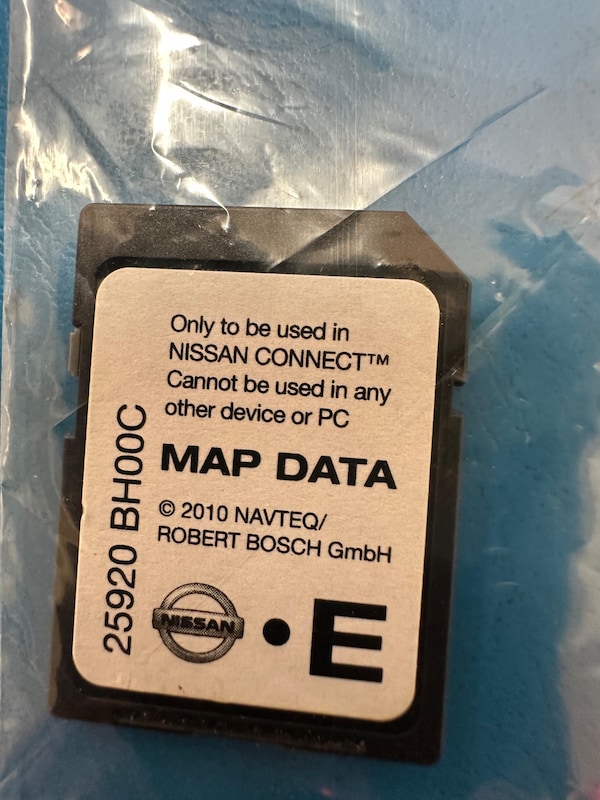 Only to be used in
NISSAN CONNECT™
Cannot be used in any
other device or PC
MAP DATA
© 2010 NAVTEQ/
ROBERT BOSCH GmbH
25920 BH00C
NISSAN
• E